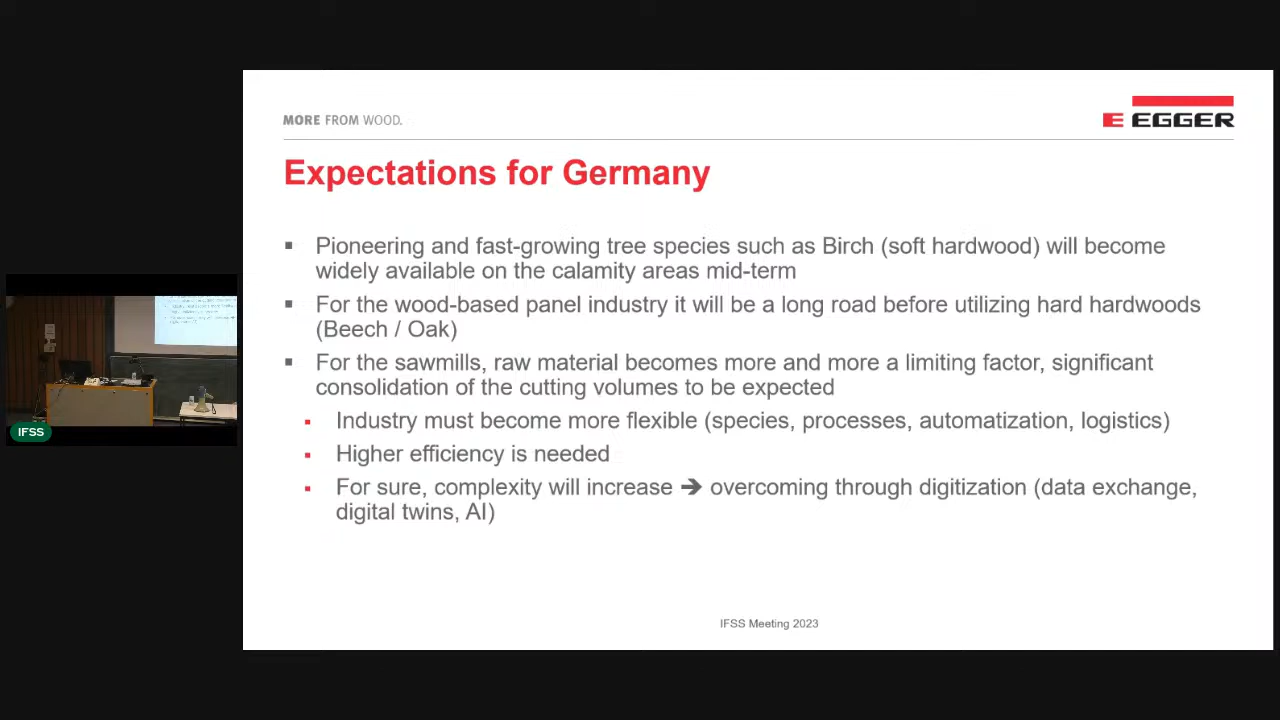 MORE FROM WOOD.
E EGGER
Expectations for Germany
▪ Pioneering and fast-growing tree species such as Birch (soft hardwood) will become
widely available on the calamity areas mid-term
▪ For the wood-based panel industry it will be a long road before utilizing hard hardwoods
(Beech / Oak)
▪ For the sawmills, raw material becomes more and more a limiting factor, significant
consolidation of the cutting volumes to be expected
▪ Industry must become more flexible (species, processes, automatization, logistics)
▪ Higher efficiency is needed
▪ For sure, complexity will increase ➔ overcoming through digitization (data exchange,
digital twins, AI)
IFSS
IFSS Meeting 2023